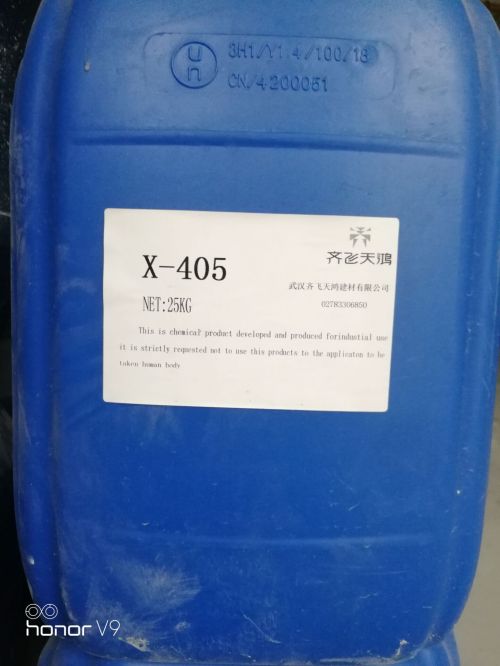 un
3H1/Y1.4/100/18
CN/4200051
齐飞天鸿
X-405
武汉齐飞天鸿建材有限公司
NET:25KG
02783306850
This is chemical product developed and produced forindustial use
it is strictly requested not to use this products to the applicaton to be
taken human body
honor V9